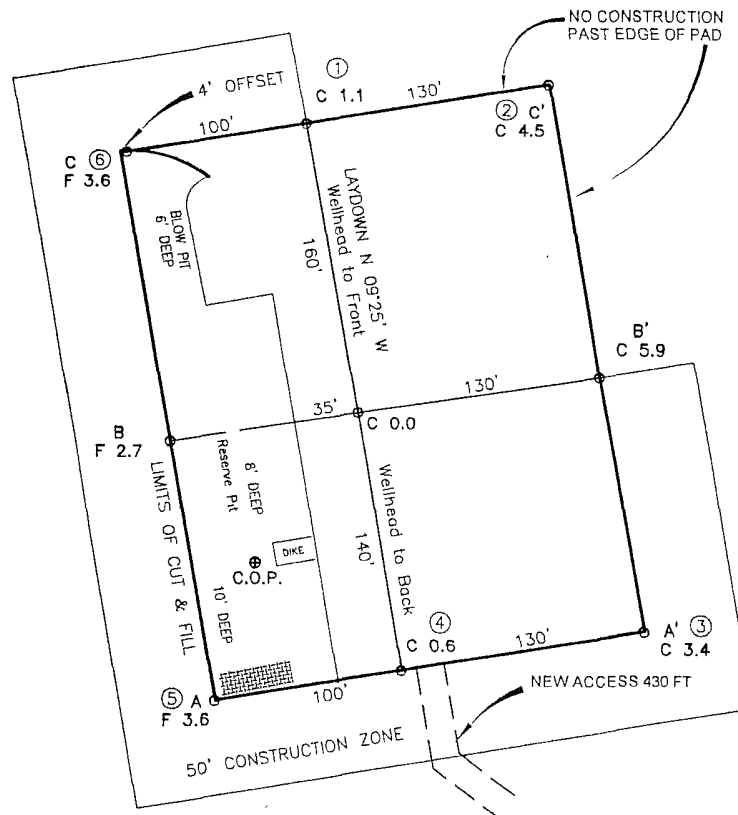 NO CONSTRUCTION
PAST EDGE OF PAD
4' OFFSET
①
C 1.1
130'
② C'
C 4.5
100'
C ⑥
F 3.6
BLOW PIT
6' DEEP
LAYDOWN N 09°25' W
Wellhead to Front
160'
B'
C 5.9
130'
35'
C 0.0
B
F 2.7
Reserve Pit
8' DEEP
LIMITS OF CUT & FILL
DIKE
C.O.P.
10' DEEP
Wellhead to Back
140'
④
C 0.6
130'
A' ③
C 3.4
⑤ A
F 3.6
100'
NEW ACCESS 430 FT
50' CONSTRUCTION ZONE